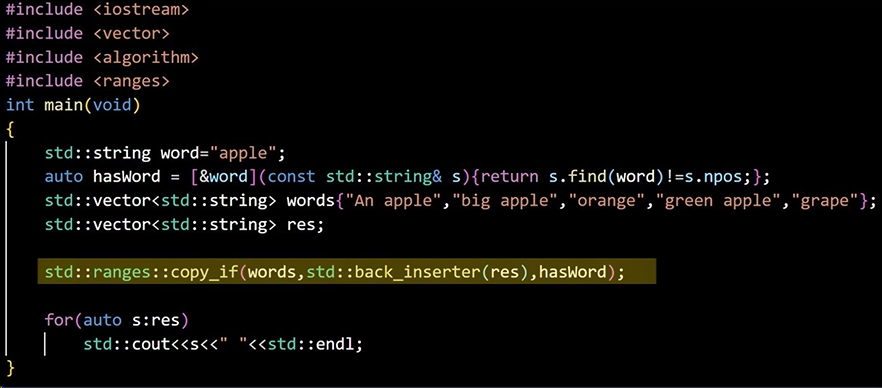 #include <iostream>
#include <vector>
#include <algorithm>
#include <ranges>
int main(void)
{
    std::string word="apple";
    auto hasWord = [&word](const std::string& s){return s.find(word)!=s.npos;};
    std::vector<std::string> words{"An apple","big apple","orange","green apple","grape"};
    std::vector<std::string> res;
    std::ranges::copy_if(words,std::back_inserter(res),hasWord);
    for(auto s:res)
        std::cout<<s<<" "<<std::endl;
}